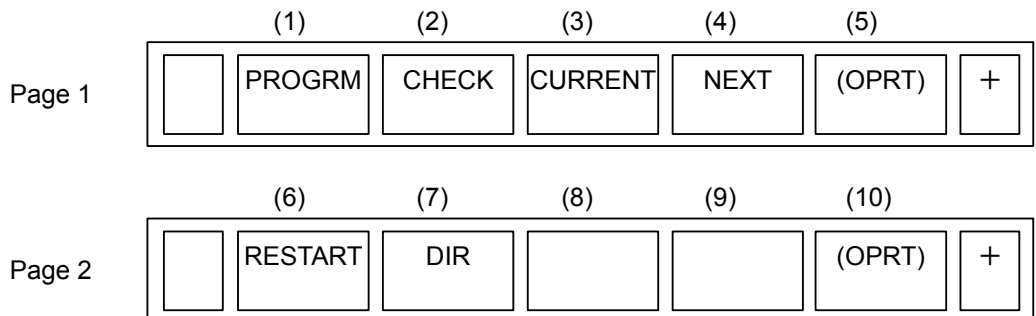 (1) (2) (3) (4) (5)
Page 1 PROGRM CHECK CURRENT NEXT (OPRT) +
(6) (7) (8) (9) (10)
Page 2 RESTART DIR (OPRT) +